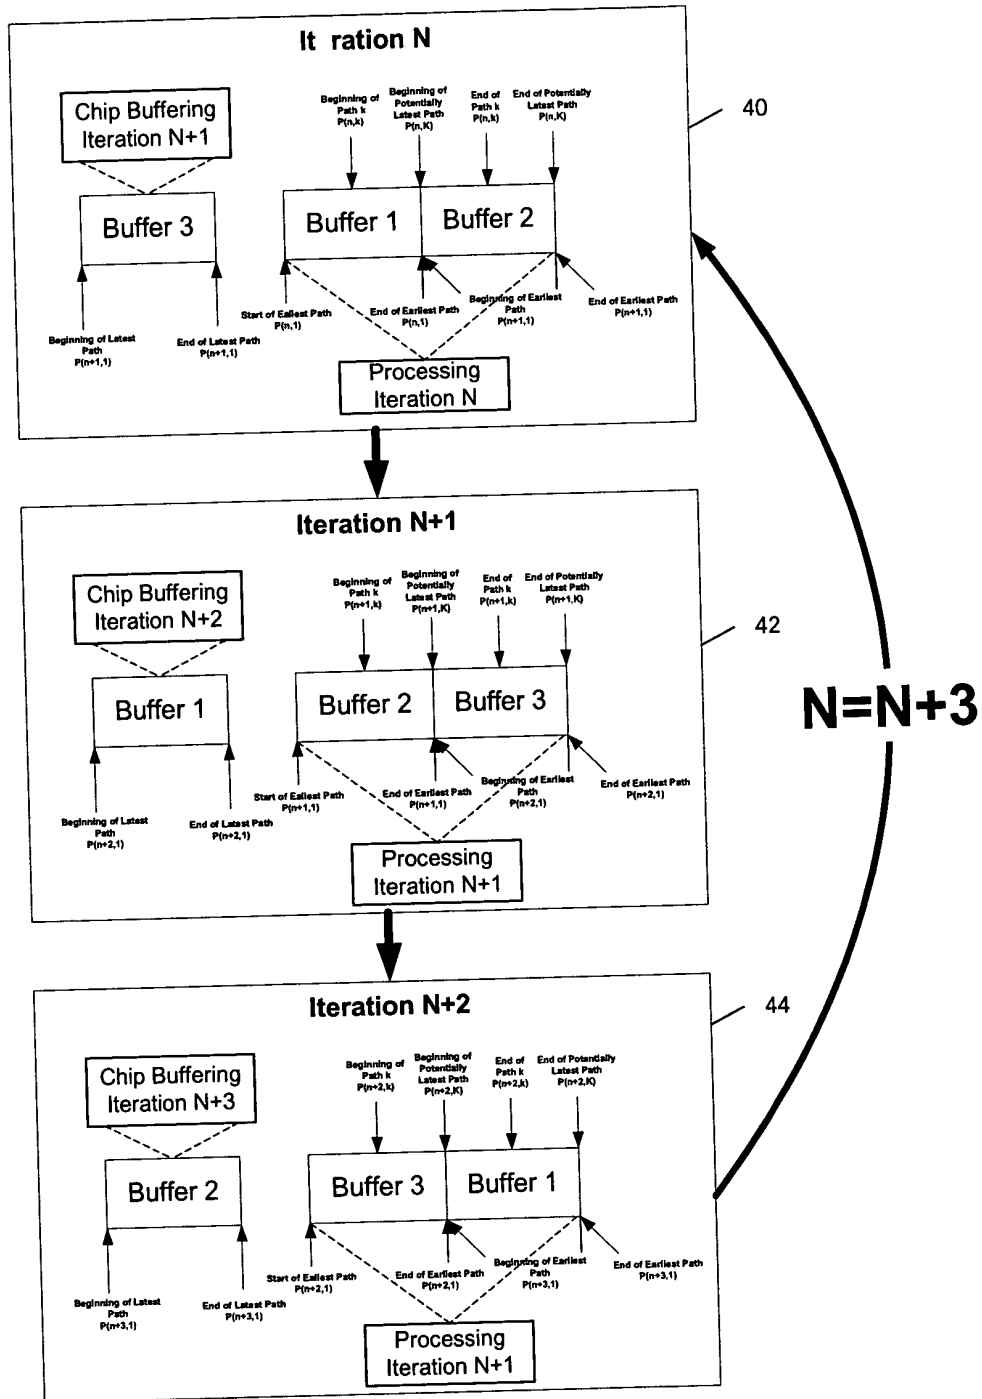 It ration N
Chip Buffering
Iteration N+1
Beginning of
Path k
P(n,k)
Beginning of
Potentially
Latest Path
P(n,K)
End of
Path k
P(n,k)
End of Potentially
Latest Path
P(n,K)
40
Buffer 3
Buffer 1
Buffer 2
Beginning of Latest
Path
P(n+1,1)
End of Latest Path
P(n+1,1)
Start of Ealiest Path
P(n,1)
End of Earliest Path
P(n,1)
Beginning of Earliest
Path
P(n+1,1)
End of Earliest Path
P(n+1,1)
Processing
Iteration N
Iteration N+1
Chip Buffering
Iteration N+2
Beginning of
Path k
P(n+1,k)
Beginning of
Potentially
Latest Path
P(n+1,K)
End of
Path k
P(n+1,k)
End of Potentially
Latest Path
P(n+1,K)
42
Buffer 1
Buffer 2
Buffer 3
Beginning of Latest
Path
P(n+2,1)
End of Latest Path
P(n+2,1)
Start of Ealiest Path
P(n+1,1)
End of Earliest Path
P(n+1,1)
Beginning of Earliest
Path
P(n+2,1)
End of Earliest Path
P(n+2,1)
Processing
Iteration N+1
N=N+3
Iteration N+2
Chip Buffering
Iteration N+3
Beginning of
Path k
P(n+2,k)
Beginning of
Potentially
Latest Path
P(n+2,K)
End of
Path k
P(n+2,k)
End of Potentially
Latest Path
P(n+2,K)
44
Buffer 2
Buffer 3
Buffer 1
Beginning of Latest
Path
P(n+3,1)
End of Latest Path
P(n+3,1)
Start of Ealiest Path
P(n+2,1)
End of Earliest Path
P(n+2,1)
Beginning of Earliest
Path
P(n+3,1)
End of Earliest Path
P(n+3,1)
Processing
Iteration N+1